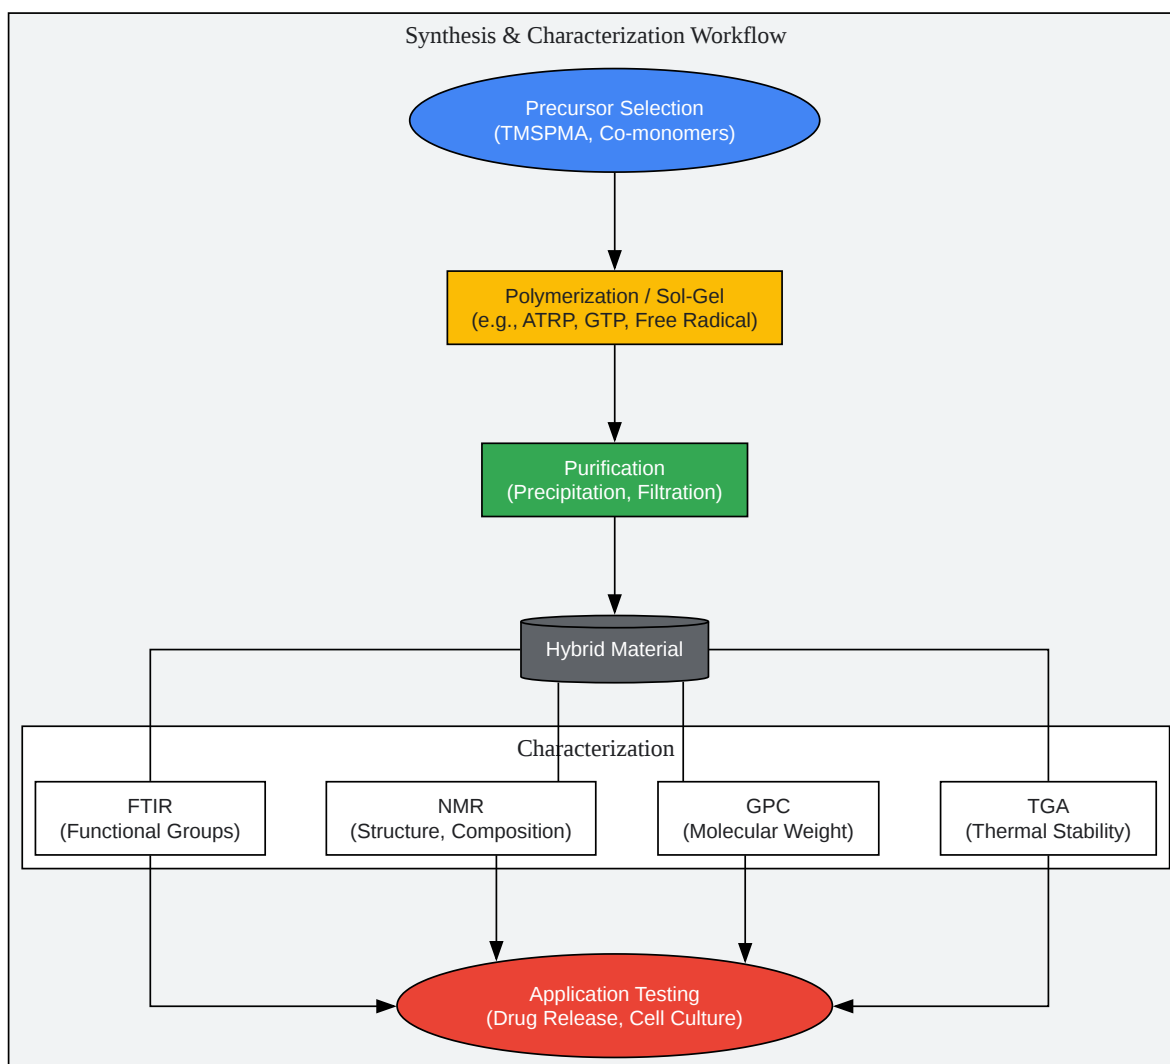 Synthesis & Characterization Workflow
Precursor Selection
(TMSPMA, Co-monomers)
Polymerization / Sol-Gel
(e.g., ATRP, GTP, Free Radical)
Purification
(Precipitation, Filtration)
Hybrid Material
Characterization
FTIR
(Functional Groups)
NMR
(Structure, Composition)
GPC
(Molecular Weight)
TGA
(Thermal Stability)
Application Testing
(Drug Release, Cell Culture)